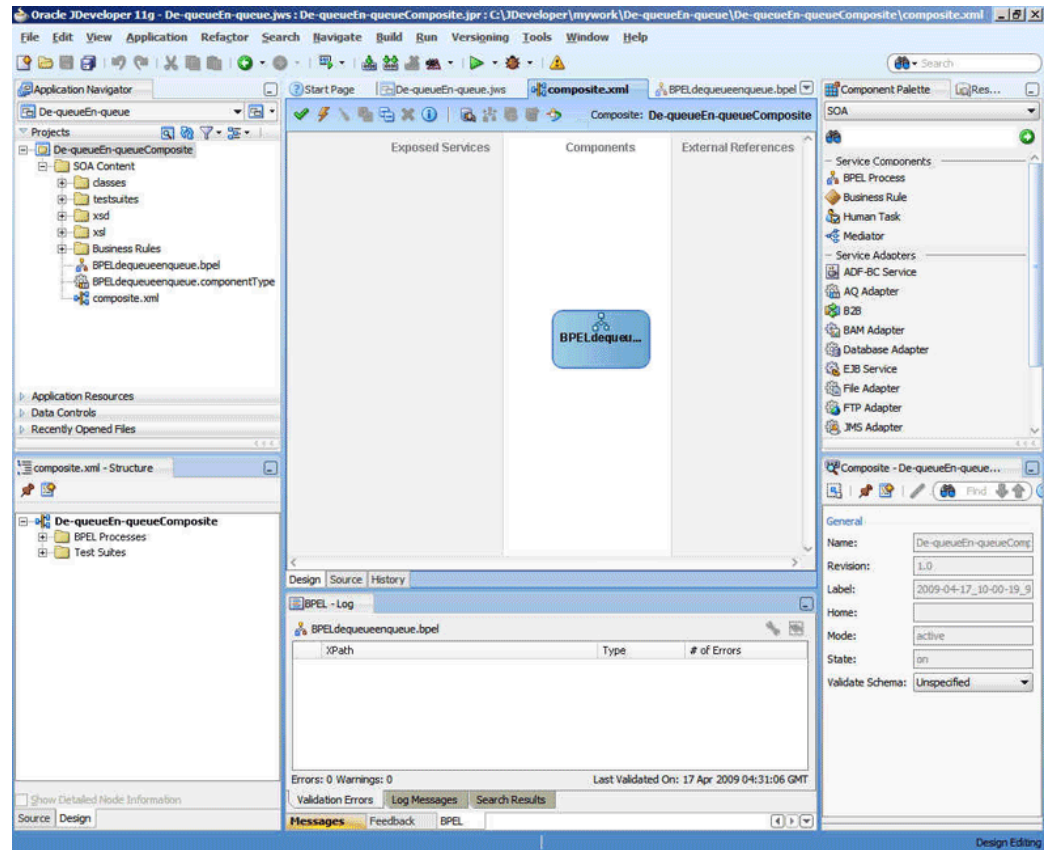 Oracle JDeveloper 11g - De-queueEn-queue.jws : De-queueEn-queueComposite.jpr : C:\JDeveloper\mywork\De-queueEn-queue\De-queueEn-queueComposite\composite.xml
File Edit View Application Refactor Search Navigate Build Run Versioning Tools Window Help
Search
Application Navigator
De-queueEn-queue
Projects
De-queueEn-queueComposite
SOA Content
classes
testsuites
xsd
xsl
Business Rules
BPELdequeueenqueue.bpel
BPELdequeueenqueue.componentType
composite.xml
Application Resources
Data Controls
Recently Opened Files
composite.xml - Structure
De-queueEn-queueComposite
BPEL Processes
Test Suites
Show Detailed Node Information
Source Design
Start Page De-queueEn-queue.jws composite.xml BPELdequeueenqueue.bpel
Composite: De-queueEn-queueComposite
Exposed Services Components External References
BPELdequeu...
Design Source History
BPEL - Log
BPELdequeueenqueue.bpel
XPath Type # of Errors
Errors: 0 Warnings: 0 Last Validated On: 17 Apr 2009 04:31:06 GMT
Validation Errors Log Messages Search Results
Messages Feedback BPEL
Component Palette Res...
SOA
Service Components
BPEL Process
Business Rule
Human Task
Mediator
Service Adapters
ADF-BC Service
AQ Adapter
B2B
BAM Adapter
Database Adapter
EJB Service
File Adapter
FTP Adapter
JMS Adapter
Composite - De-queueEn-queue...
Find
General
Name: De-queueEn-queueComp
Revision: 1.0
Label: 2009-04-17_10-00-19_9
Home:
Mode: active
State: on
Validate Schema: Unspecified
Design Editing